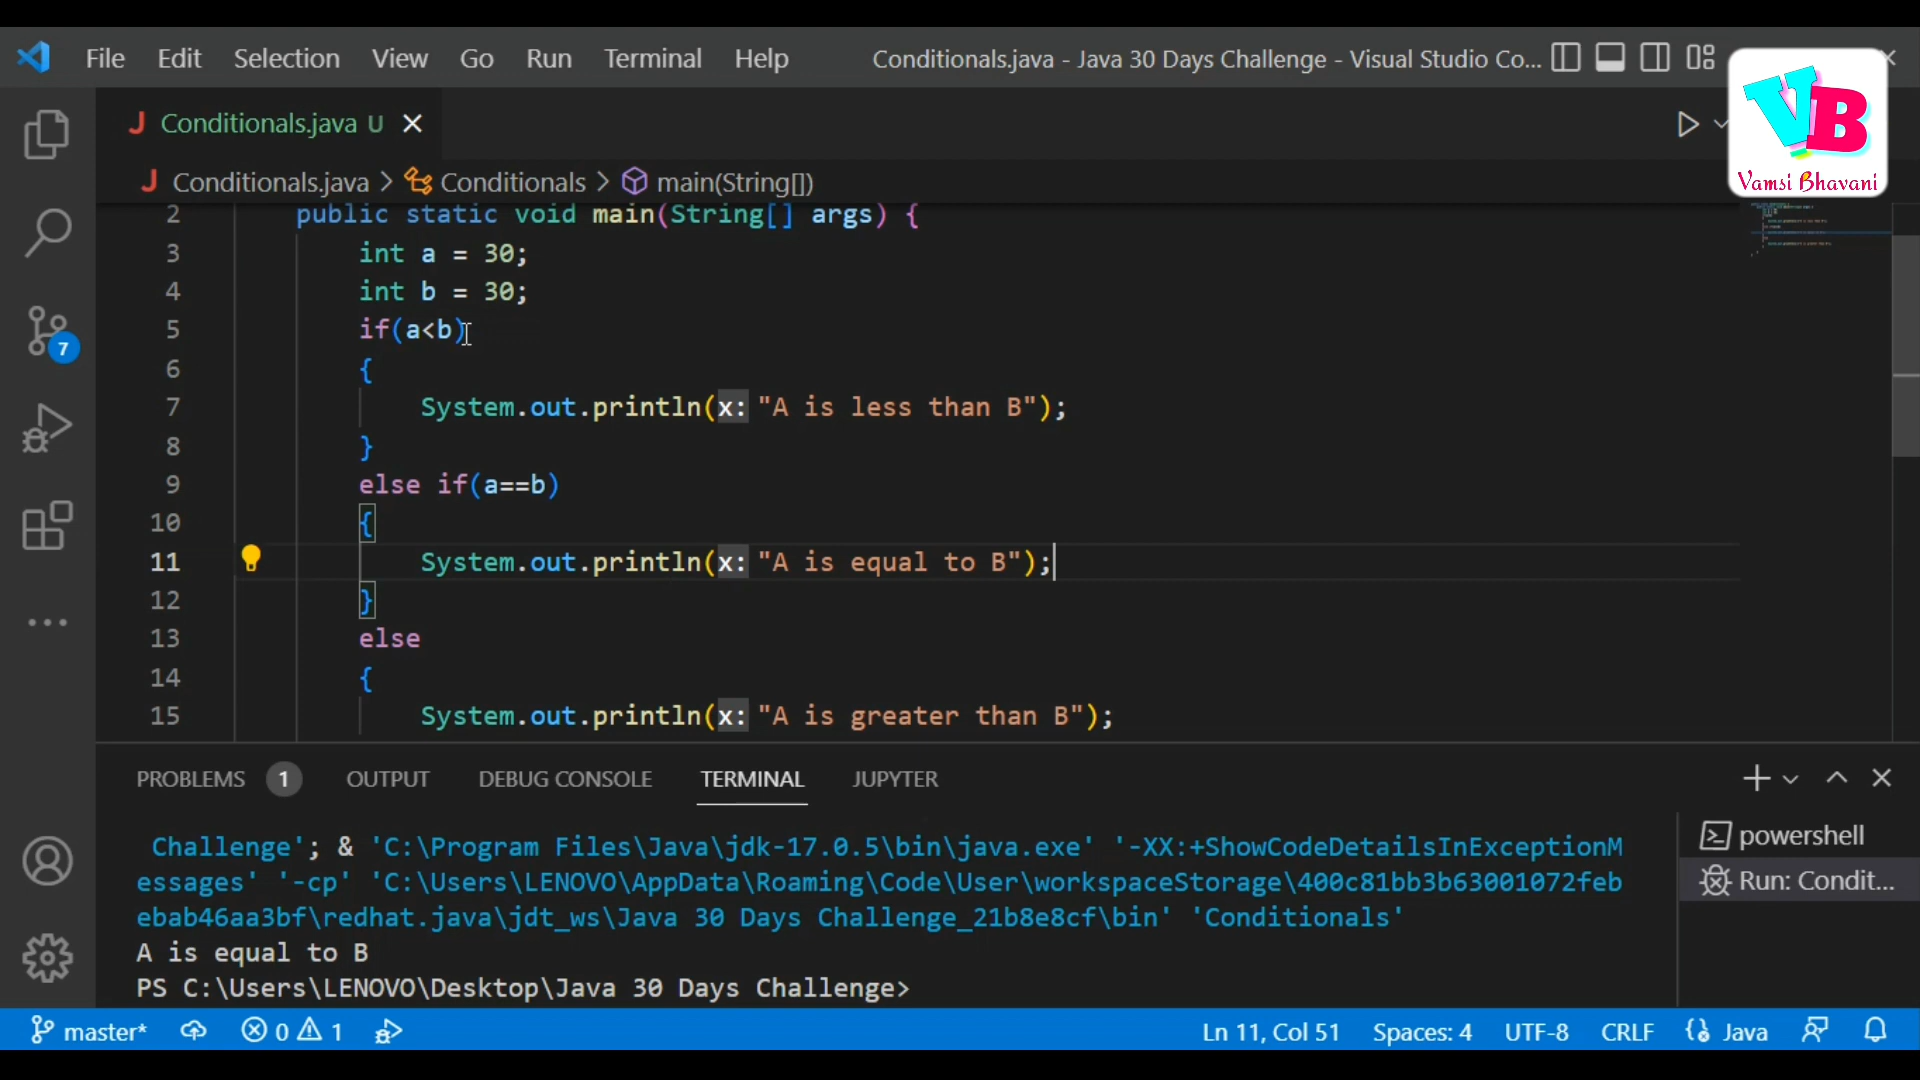 File Edit Selection View Go Run Terminal Help Conditionals.java - Java 30 Days Challenge - Visual Studio Co...
VB
Vamsi Bhavani
J Conditionals.java U
J Conditionals.java > Conditionals > main(String[])
2 public static void main(String[] args) {
3 int a = 30;
4 int b = 30;
5 if(a<b)
6 {
7 System.out.println(x: "A is less than B");
8 }
9 else if(a==b)
10 {
11 System.out.println(x: "A is equal to B");
12 }
13 else
14 {
15 System.out.println(x: "A is greater than B");
7
PROBLEMS 1 OUTPUT DEBUG CONSOLE TERMINAL JUPYTER
Challenge'; & 'C:\Program Files\Java\jdk-17.0.5\bin\java.exe' '-XX:+ShowCodeDetailsInExceptionM
essages' '-cp' 'C:\Users\LENOVO\AppData\Roaming\Code\User\workspaceStorage\400c81bb3b63001072feb
ebab46aa3bf\redhat.java\jdt_ws\Java 30 Days Challenge_21b8e8cf\bin' 'Conditionals'
A is equal to B
PS C:\Users\LENOVO\Desktop\Java 30 Days Challenge>
powershell
Run: Condit...
master* 0 1 Ln 11, Col 51 Spaces: 4 UTF-8 CRLF Java